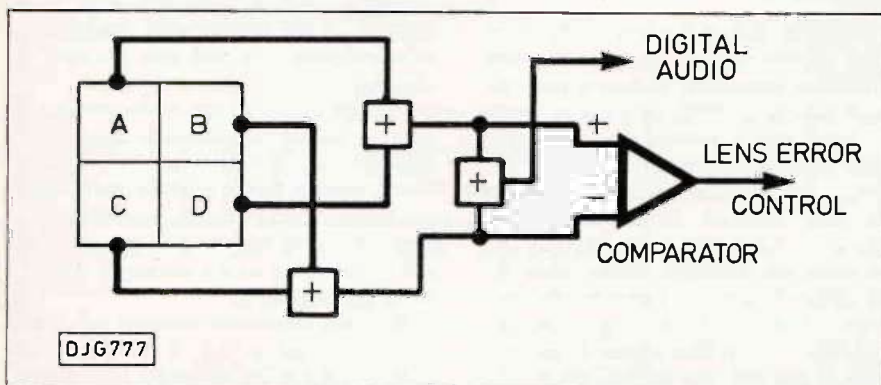 DIGITAL
AUDIO
A B
+
+
+
C D
LENS ERROR
CONTROL
−
COMPARATOR
+
DJG777